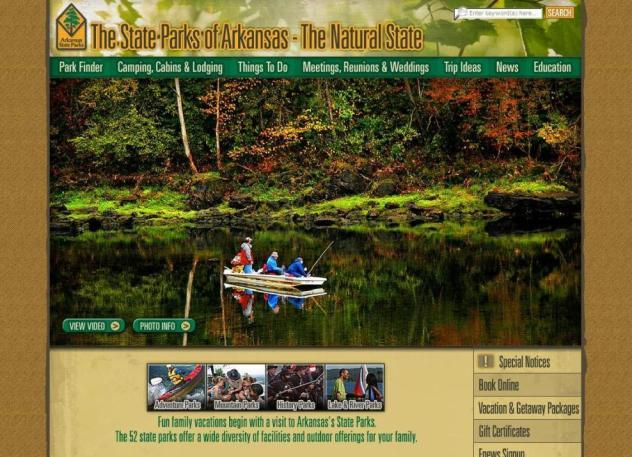 Arkansas
State Parks
The State Parks of Arkansas - The Natural State
Enter keyword(s) here...
SEARCH
Park Finder Camping, Cabins & Lodging Things To Do Meetings, Reunions & Weddings Trip Ideas News Education
VIEW VIDEO PHOTO INFO
Adventure Parks Mountain Parks History Parks Lake & River Parks
Fun family vacations begin with a visit to Arkansas's State Parks.
The 52 state parks offer a wide diversity of facilities and outdoor offerings for your family.
! Special Notices
Book Online
Vacation & Getaway Packages
Gift Certificates
Enews Signup